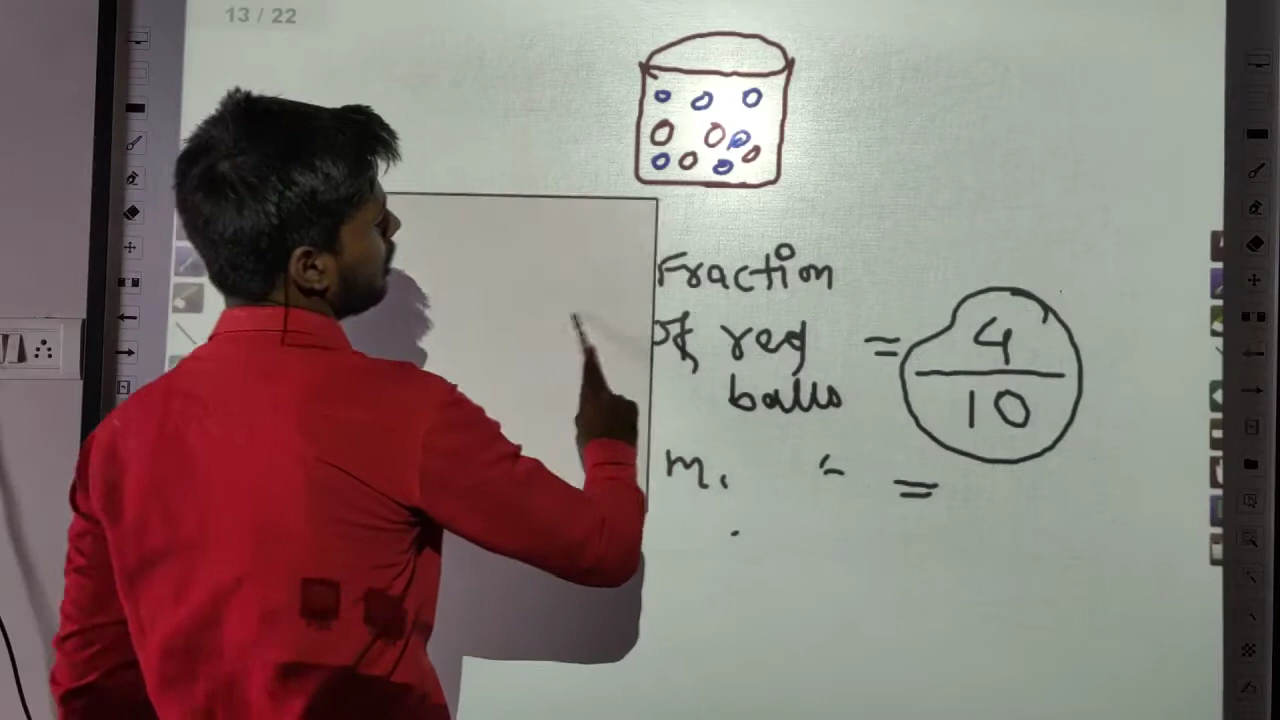 13 / 22
Fraction
of red = 4/10
balls
m. " =